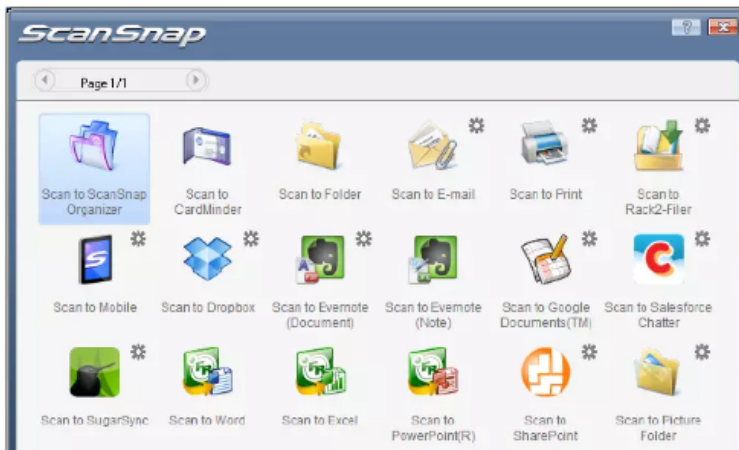 ScanSnap
?
Page 1/1
Scan to ScanSnap
Organizer
Scan to
CardMinder
Scan to Folder
Scan to E-mail
Scan to Print
Scan to
Rack2-Filer
S
Scan to Mobile
Scan to Dropbox
Scan to Evernote
(Document)
Scan to Evernote
(Note)
Scan to Google
Documents(TM)
C
Scan to Salesforce
Chatter
Scan to SugarSync
Scan to Word
Scan to Excel
Scan to
PowerPoint(R)
Scan to
SharePoint
Scan to Picture
Folder